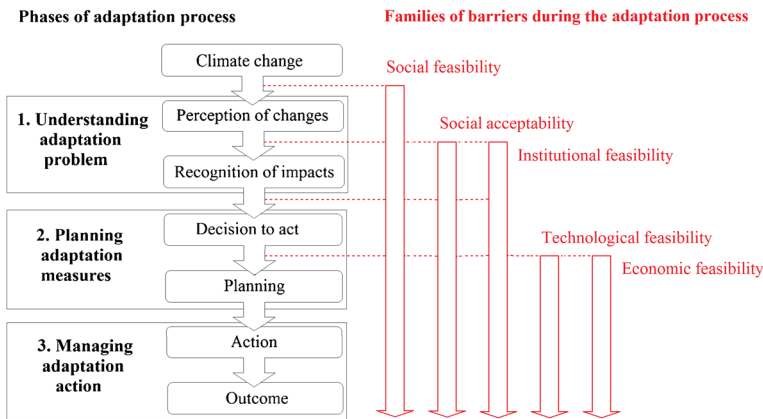 Phases of adaptation process
Families of barriers during the adaptation process
Climate change
Social feasibility
1. Understanding
adaptation
problem
Perception of changes
Social acceptability
Institutional feasibility
Recognition of impacts
2. Planning
adaptation
measures
Decision to act
Technological feasibility
Economic feasibility
Planning
3. Managing
adaptation
action
Action
Outcome